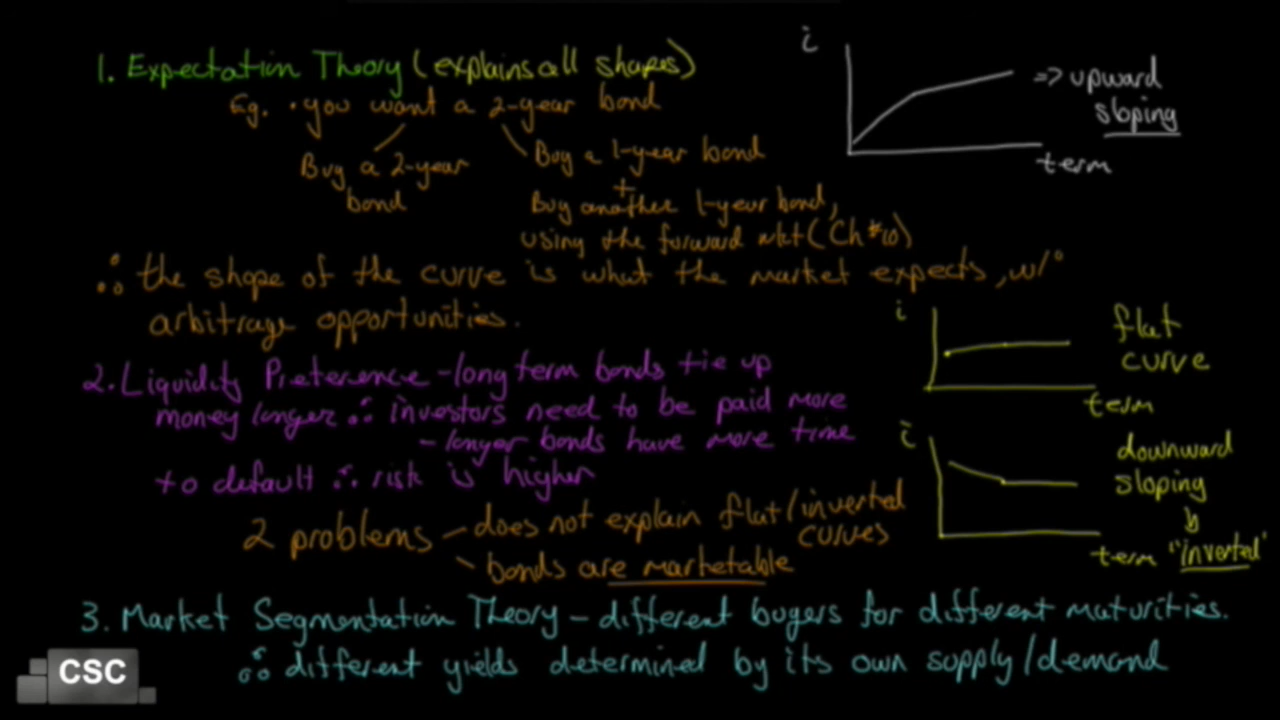 1. Expectation Theory (explains all shapes)
Eg. • you want a 2-year bond
Buy a 2-year
bond
Buy a 1-year bond
+
Buy another 1-year bond,
using the forward mkt (Ch#10)
∴ the shape of the curve is what the market expects, w/o
arbitrage opportunities.
2. Liquidity Preference - long term bonds tie up
money longer ∴ investors need to be paid more
- longer bonds have more time
to default ∴ risk is higher
2 problems - does not explain flat/inverted
curves
- bonds are marketable
3. Market Segmentation Theory - different buyers for different maturities.
∴ different yields determined by its own supply/demand
i
=> upward
sloping
term
i
flat
curve
term
i
downward
sloping
term "inverted"
CSC